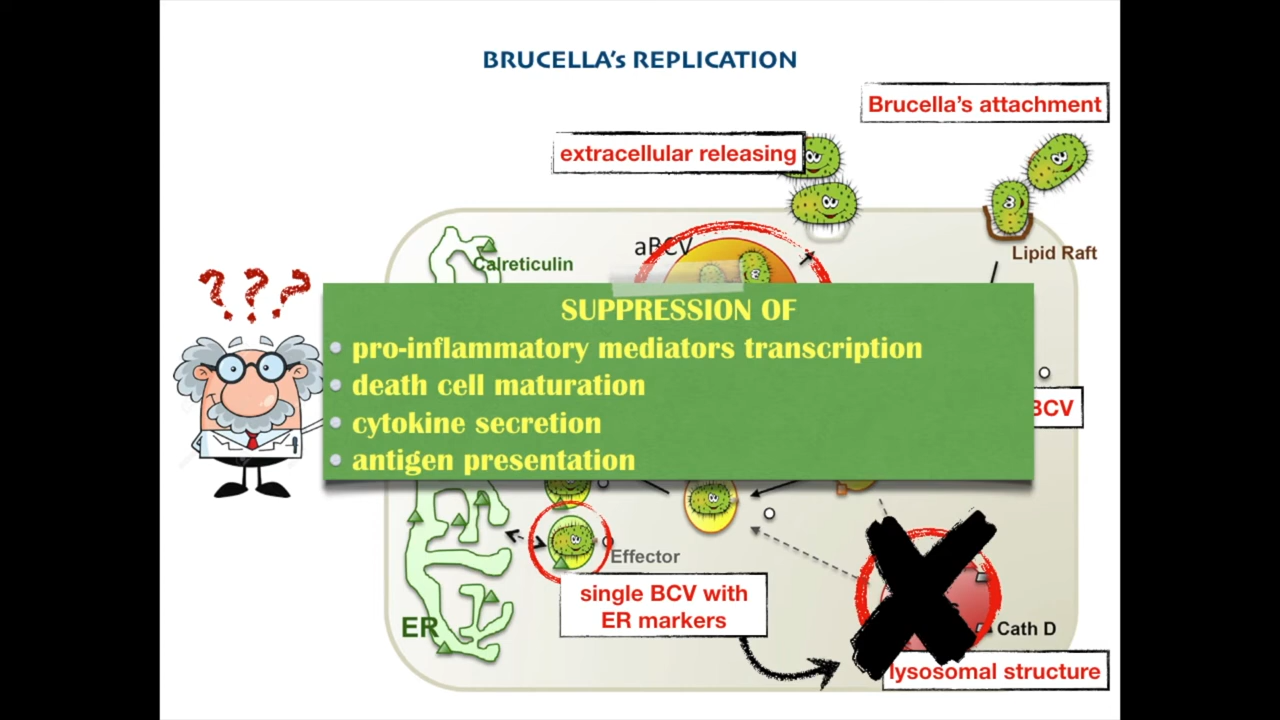 BRUCELLA's REPLICATION
Brucella's attachment
extracellular releasing
aBCV
Calreticulin
Lipid Raft
???
SUPPRESSION OF
pro-inflammatory mediators transcription
death cell maturation
cytokine secretion
antigen presentation
BCV
Effector
single BCV with
ER markers
ER
Cath D
lysosomal structure